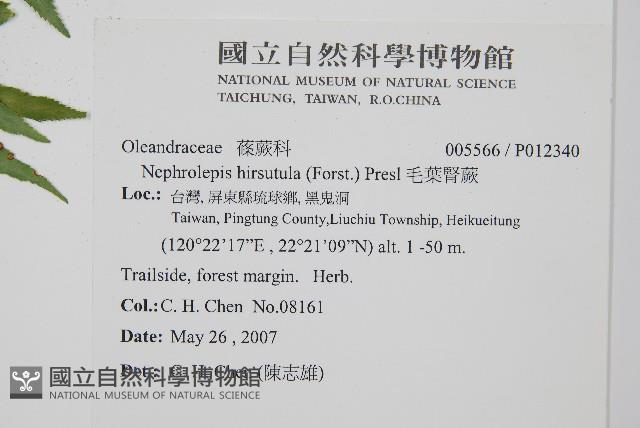 國立自然科學博物館
NATIONAL MUSEUM OF NATURAL SCIENCE
TAICHUNG, TAIWAN, R.O.CHINA
Oleandraceae 蓧蕨科 005566 / P012340
Nephrolepis hirsutula (Forst.) Presl 毛葉腎蕨
Loc.: 台灣, 屏東縣琉球鄉, 黑鬼洞
Taiwan, Pingtung County,Liuchiu Township, Heikueitung
(120°22’17”E , 22°21’09”N) alt. 1 -50 m.
Trailside, forest margin. Herb.
Col.: C. H. Chen No.08161
Date: May 26 , 2007
Det.: C. H. Chen (陳志雄)
國立自然科學博物館
NATIONAL MUSEUM OF NATURAL SCIENCE